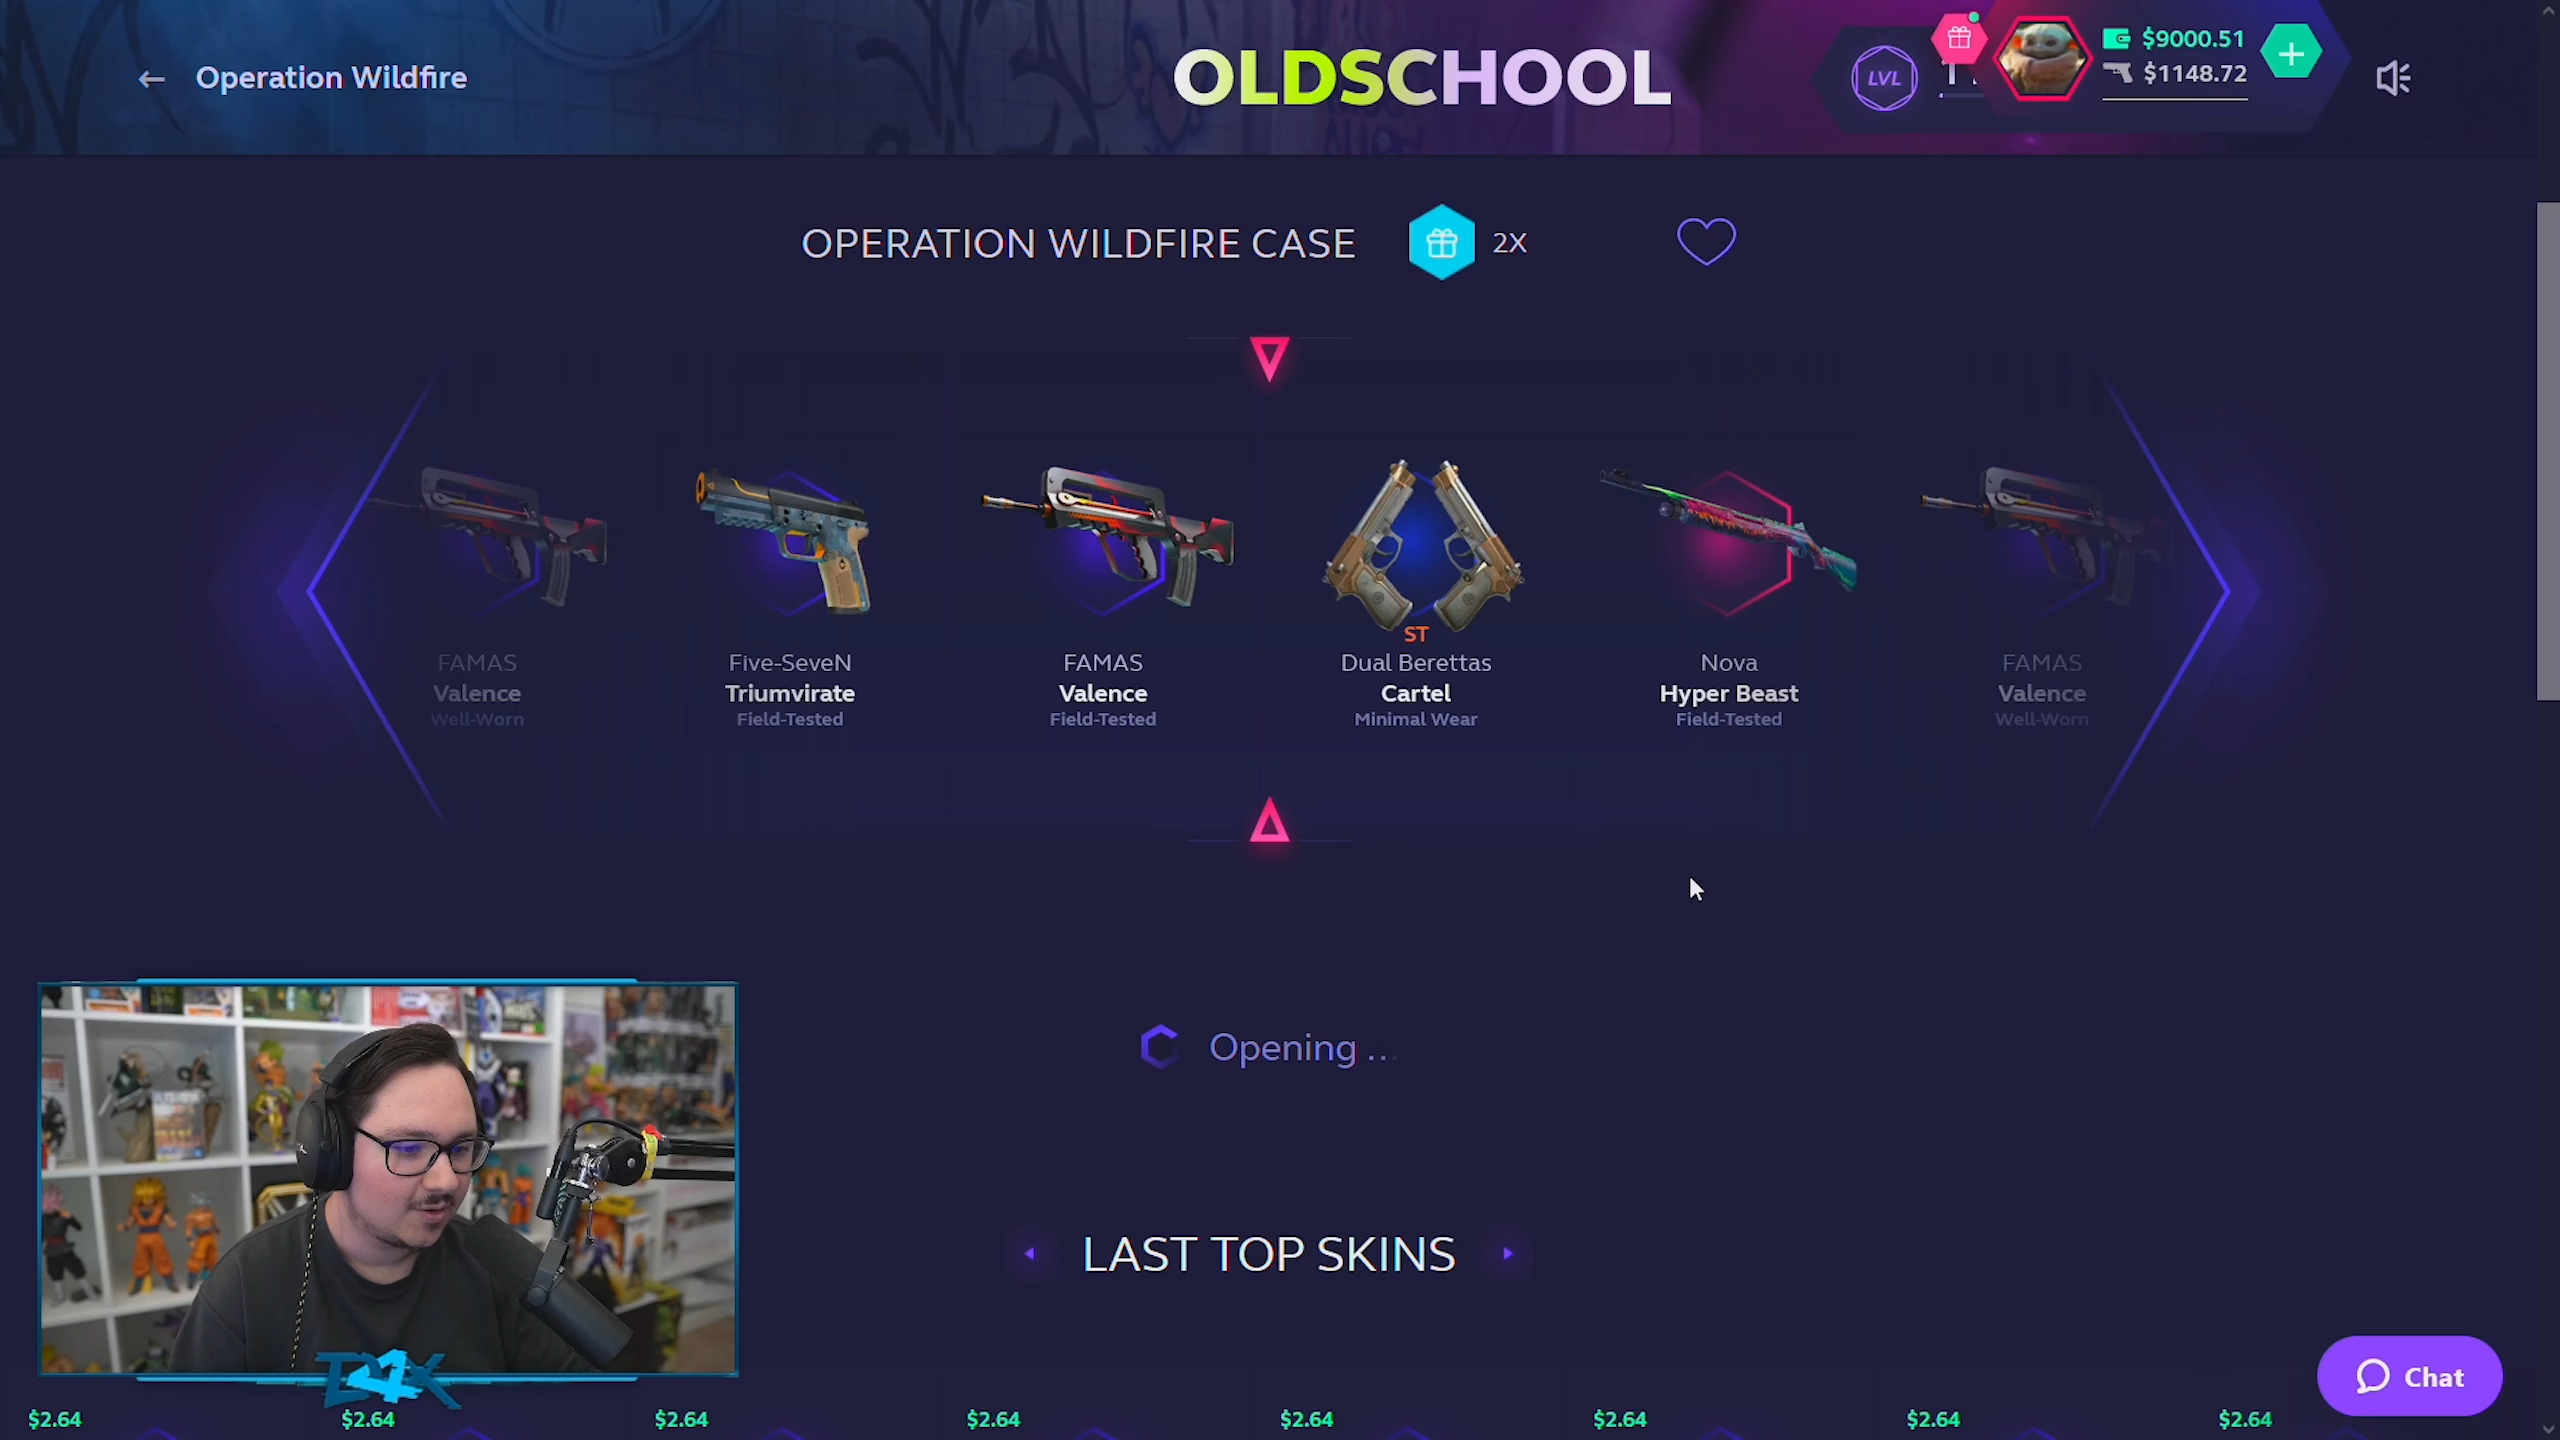 ← Operation Wildfire
OLDSCHOOL
LVL
$9000.51
$1148.72
OPERATION WILDFIRE CASE
2X
FAMAS
Valence
Well-Worn
Five-SeveN
Triumvirate
Field-Tested
FAMAS
Valence
Field-Tested
ST
Dual Berettas
Cartel
Minimal Wear
Nova
Hyper Beast
Field-Tested
FAMAS
Valence
Well-Worn
Opening ...
LAST TOP SKINS
D4X
Chat
$2.64
$2.64
$2.64
$2.64
$2.64
$2.64
$2.64
$2.64